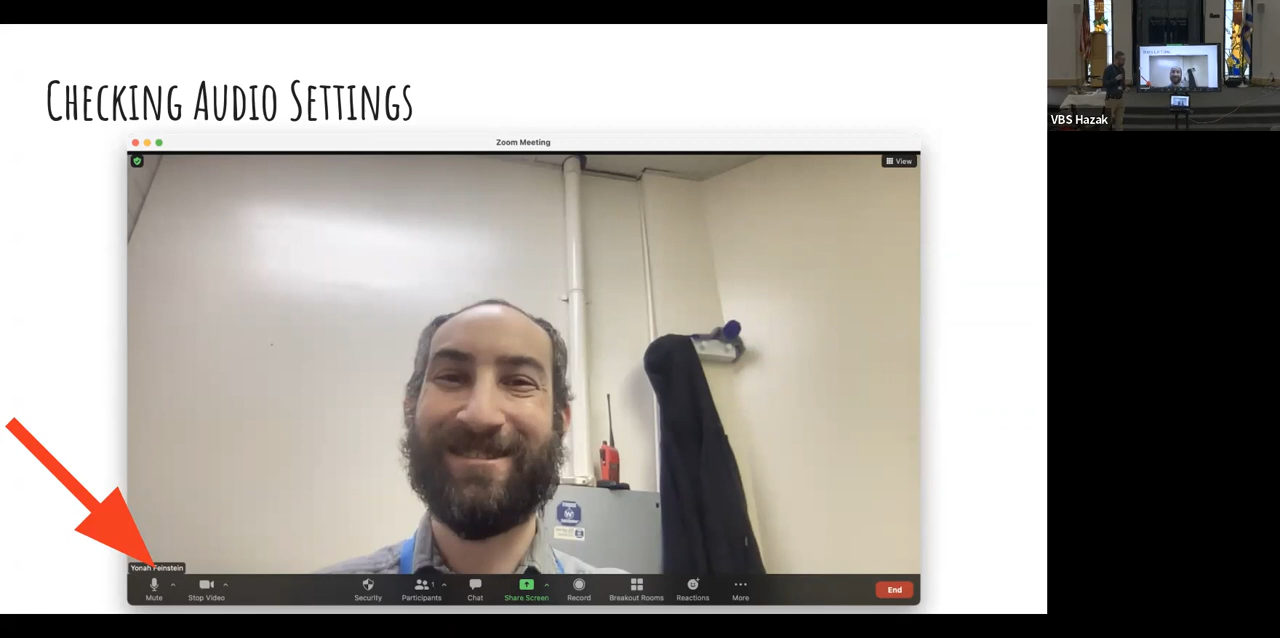 Checking Audio Settings
Zoom Meeting
View
VBS Hazak
Yonah Feinstein
Mute
Stop Video
Security
Participants
1
Chat
Share Screen
Record
Breakout Rooms
Reactions
More
End